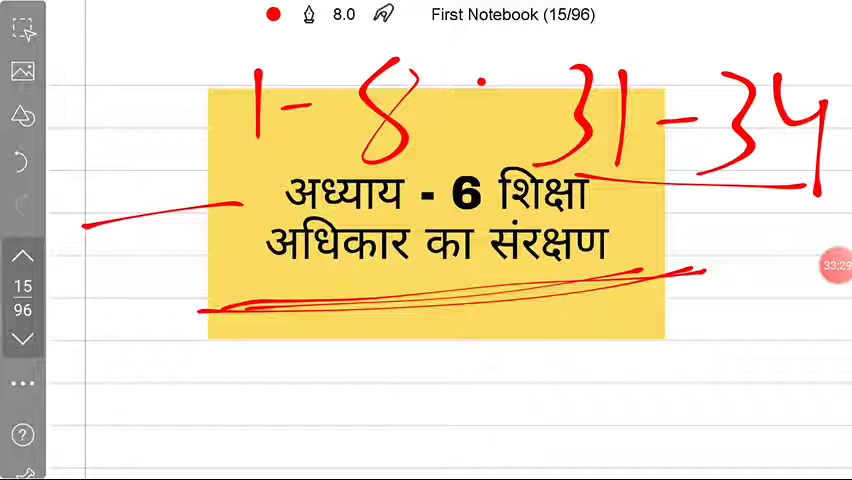 8.0 First Notebook (15/96)
1 - 8 31 - 34
अध्याय - 6 शिक्षा
अधिकार का संरक्षण
15
96
33:29